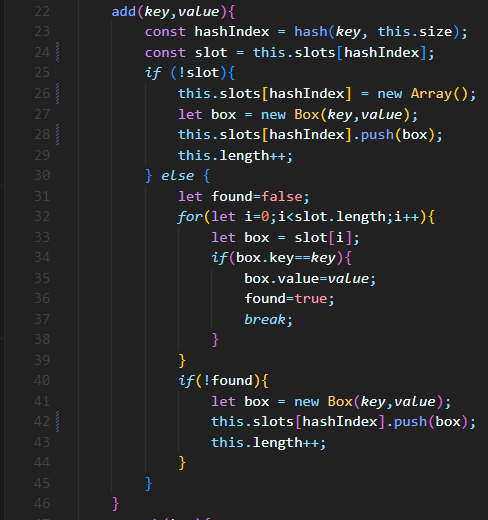 22 add(key,value){
23 const hashIndex = hash(key, this.size);
24 const slot = this.slots[hashIndex];
25 if (!slot){
26 this.slots[hashIndex] = new Array();
27 let box = new Box(key,value);
28 this.slots[hashIndex].push(box);
29 this.length++;
30 } else {
31 let found=false;
32 for(let i=0;i<slot.length;i++){
33 let box = slot[i];
34 if(box.key==key){
35 box.value=value;
36 found=true;
37 break;
38 }
39 }
40 if(!found){
41 let box = new Box(key,value);
42 this.slots[hashIndex].push(box);
43 this.length++;
44 }
45 }
46 }